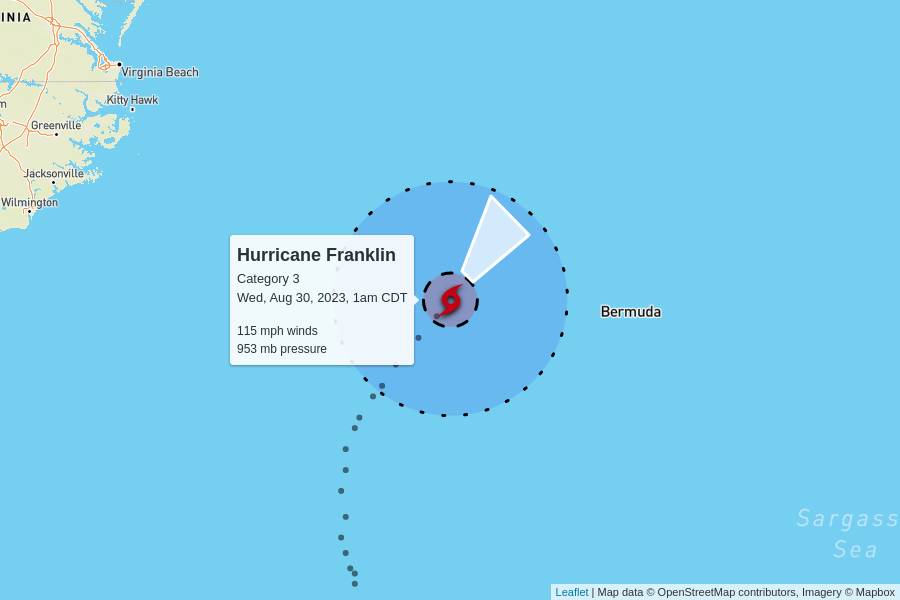 INIA
Virginia Beach
Kitty Hawk
Greenville
Jacksonville
Wilmington
Hurricane Franklin
Category 3
Wed, Aug 30, 2023, 1am CDT
115 mph winds
953 mb pressure
Bermuda
Sargass
Sea
Leaflet | Map data © OpenStreetMap contributors, Imagery © Mapbox